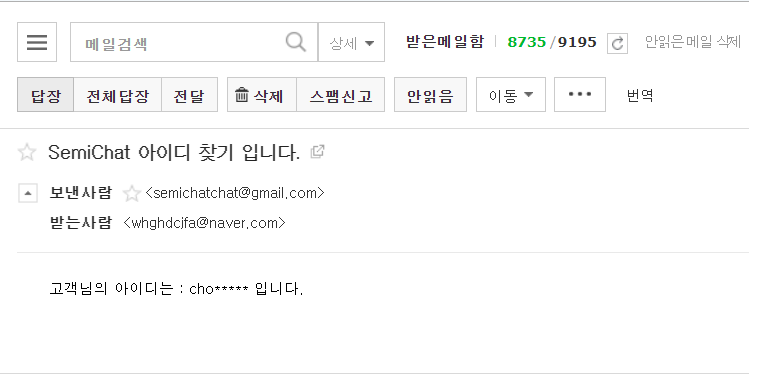 메일검색 상세 받은메일함 8735/9195 안읽은메일 삭제
답장 전체답장 전달 삭제 스팸신고 안읽음 이동 ••• 번역
SemiChat 아이디 찾기 입니다.
보낸사람 <semichatchat@gmail.com>
받는사람 <whghdcjfa@naver.com>
고객님의 아이디는 : cho***** 입니다.